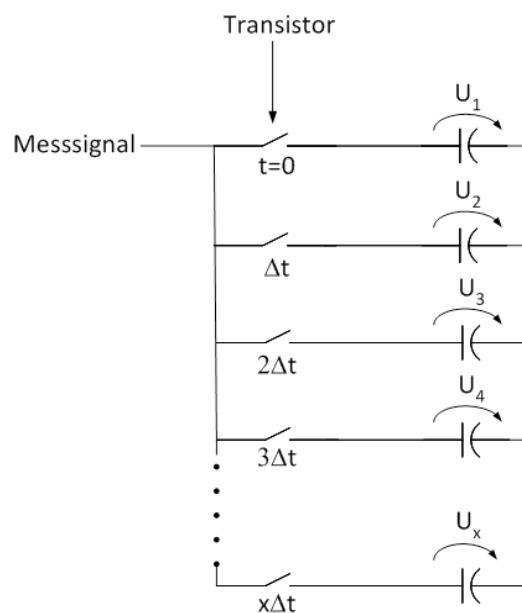 Transistor
U₁
Messsignal
t=0
U₂
Δt
U₃
2Δt
U₄
3Δt
Uₓ
xΔt